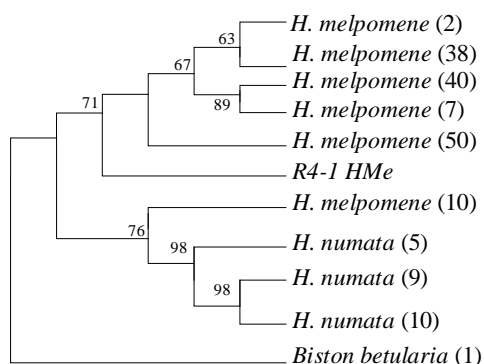 H. melpomene (2)
63
H. melpomene (38)
67
H. melpomene (40)
89
H. melpomene (7)
71
H. melpomene (50)
R4-1 HMe
H. melpomene (10)
76
H. numata (5)
98
H. numata (9)
98
H. numata (10)
Biston betularia (1)